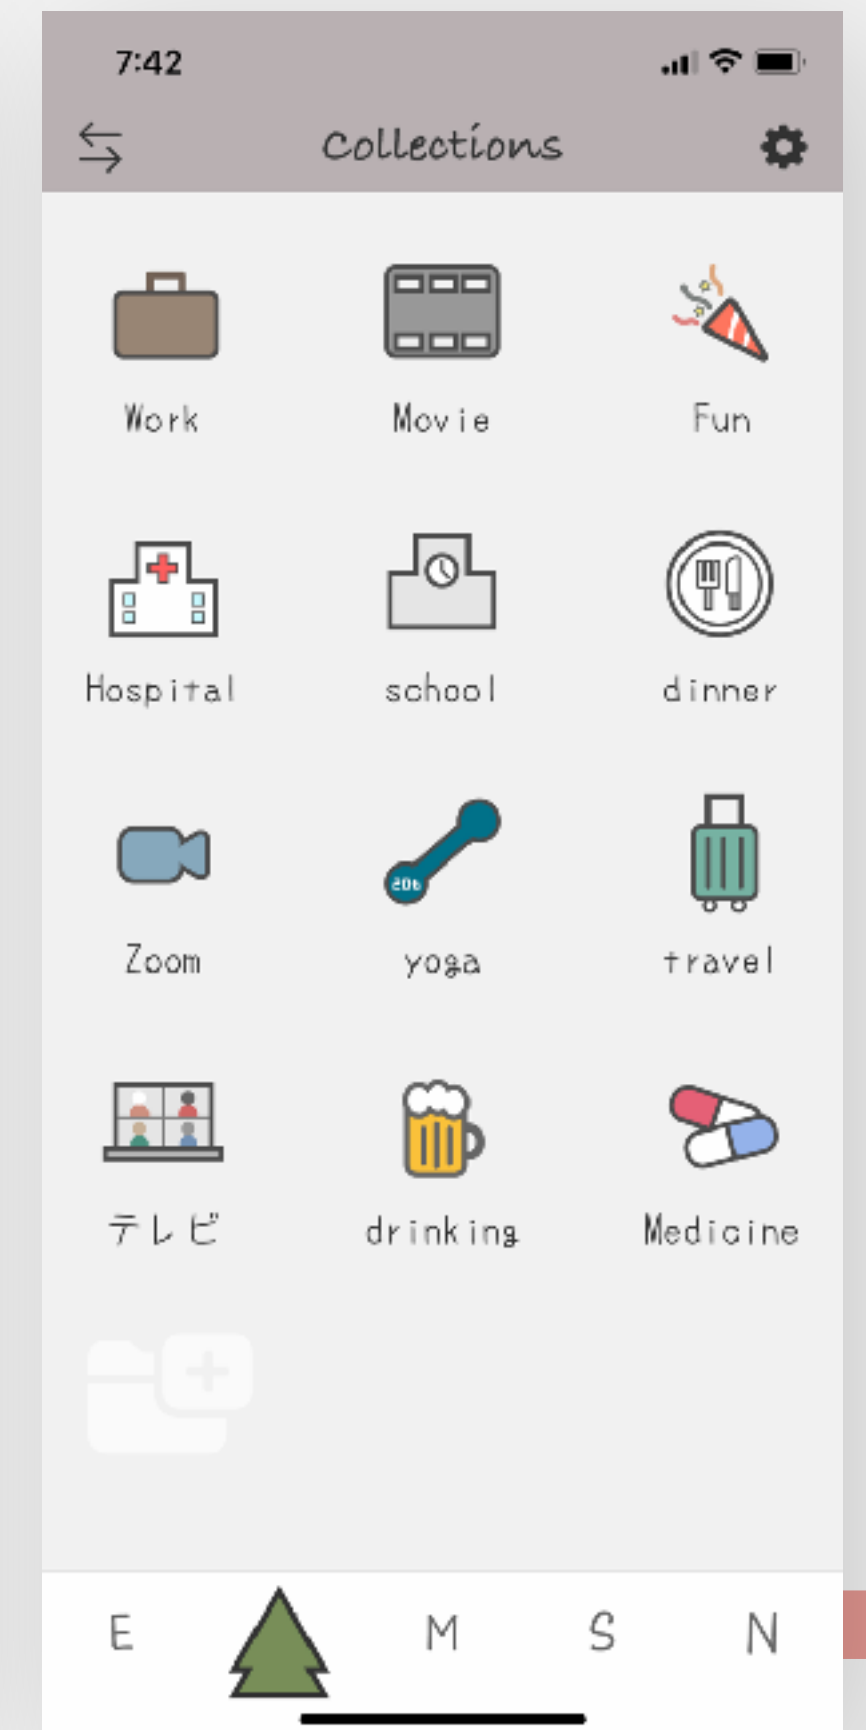 7:42
Collections
Work Movie Fun
Hospital school dinner
Zoom yoga travel
テレビ drinking Medicine
E M S N